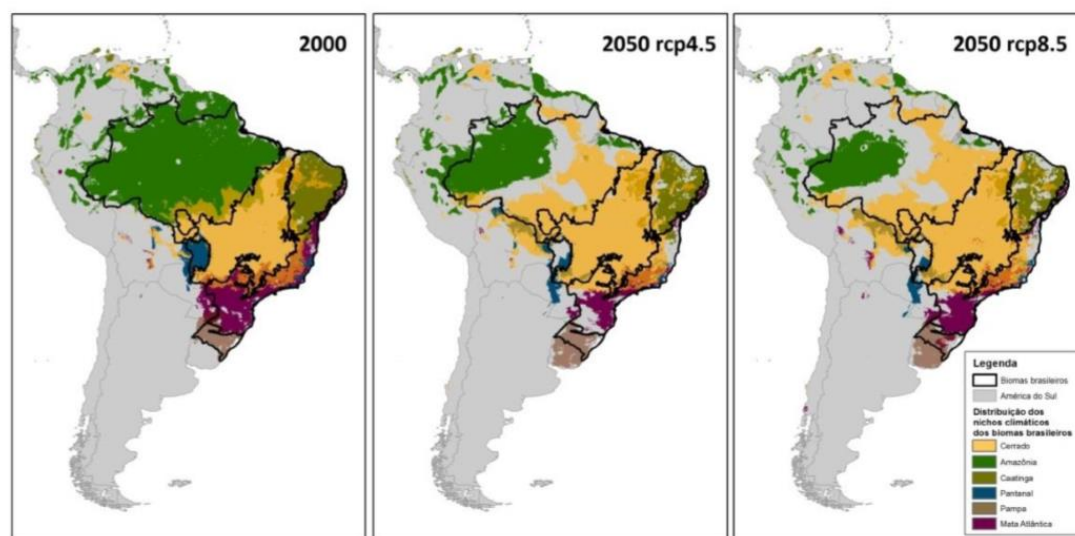 2000
2050 rcp4.5
2050 rcp8.5
Legenda
Biomas brasileiros
América do Sul
Distribuição dos
nichos climáticos
dos biomas brasileiros
Cerrado
Amazônia
Caatinga
Pantanal
Pampa
Mata Atlântica